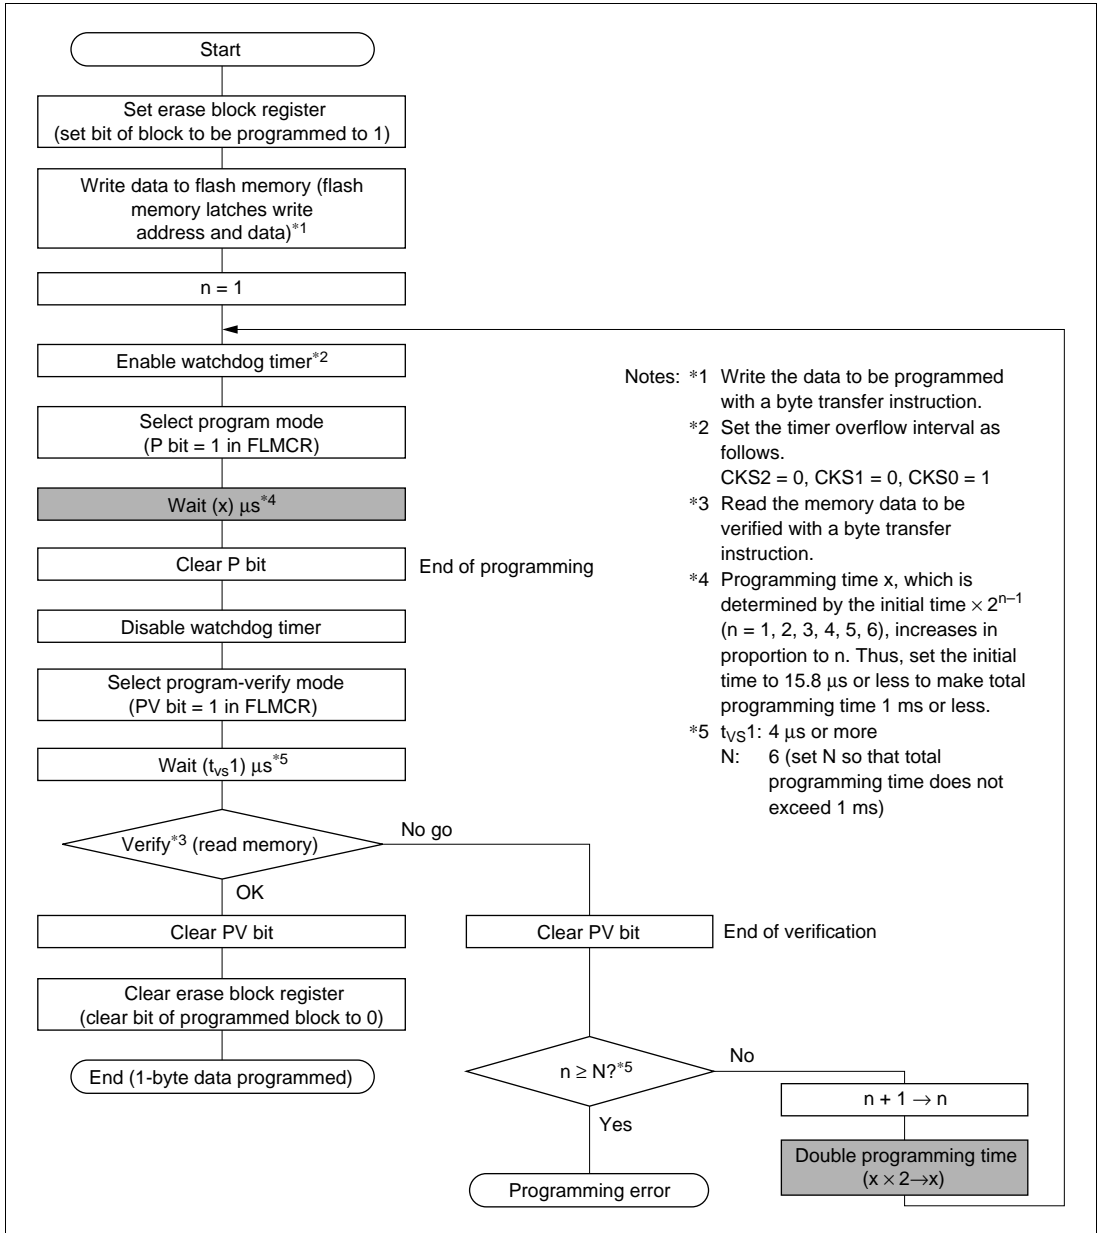 Start
Set erase block register
(set bit of block to be programmed to 1)
Write data to flash memory (flash
memory latches write
address and data)*1
n = 1
Enable watchdog timer*2
Select program mode
(P bit = 1 in FLMCR)
Wait (x) μs*4
Clear P bit
End of programming
Disable watchdog timer
Select program-verify mode
(PV bit = 1 in FLMCR)
Wait (tvs1) μs*5
Verify*3 (read memory)
No go
OK
Clear PV bit
Clear erase block register
(clear bit of programmed block to 0)
End (1-byte data programmed)
Clear PV bit
End of verification
n ≥ N?*5
No
Yes
Programming error
n + 1 → n
Double programming time
(x × 2→x)
Notes: *1 Write the data to be programmed
with a byte transfer instruction.
*2 Set the timer overflow interval as
follows.
CKS2 = 0, CKS1 = 0, CKS0 = 1
*3 Read the memory data to be
verified with a byte transfer
instruction.
*4 Programming time x, which is
determined by the initial time × 2^n–1
(n = 1, 2, 3, 4, 5, 6), increases in
proportion to n. Thus, set the initial
time to 15.8 μs or less to make total
programming time 1 ms or less.
*5 tVS1: 4 μs or more
N: 6 (set N so that total
programming time does not
exceed 1 ms)